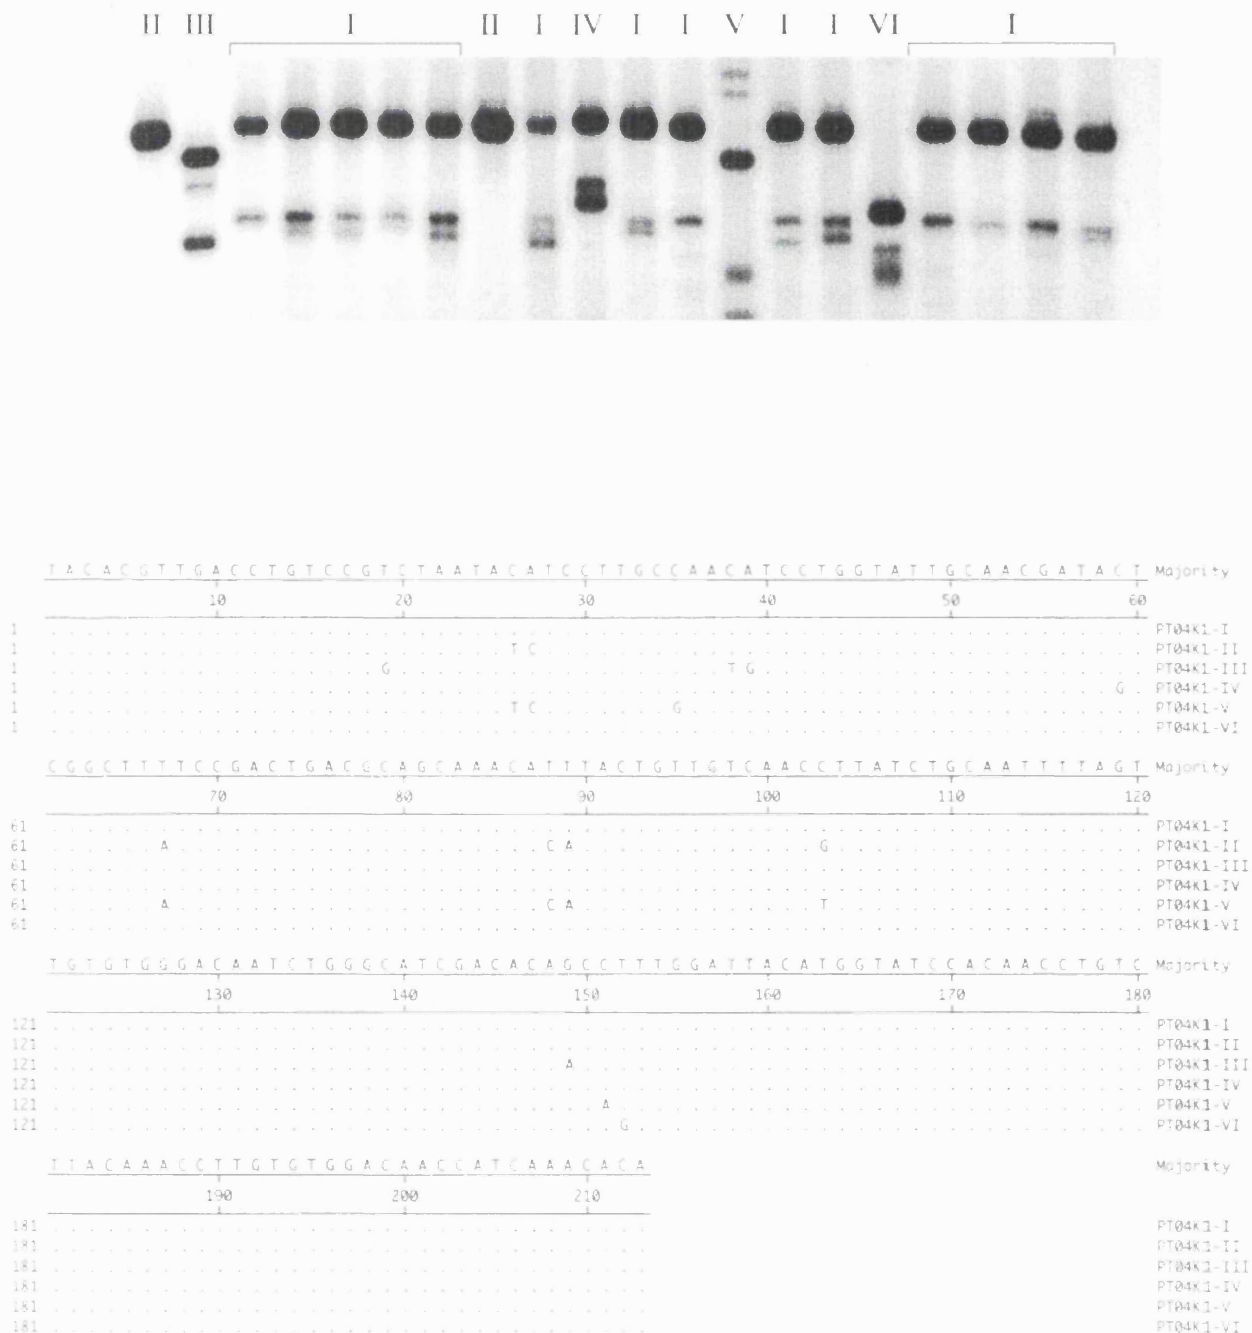 II III I II I IV I I V I I VI I
T A C A C G T T G A C C T G T C C G T C T A A T A C A T C C T T G C C A A C A T C C T G G T A T T G C A A C G A T A C T Majority
10 20 30 40 50 60
1 PT04K1-I
1 T C PT04K1-II
1 G T G PT04K1-III
1 G PT04K1-IV
1 T C G PT04K1-V
1 PT04K1-VI
C G G C T T T T C C G A C T G A C G C A G C A A A C A T T T A C T G T T G T C A A C C T T A T C T G C A A T T T T A G T Majority
70 80 90 100 110 120
61 PT04K1-I
61 A C A G PT04K1-II
61 PT04K1-III
61 PT04K1-IV
61 A C A T PT04K1-V
61 PT04K1-VI
T G T G T G G G A C A A T C T G G G C A T C G A C A C A G C C T T T G G A T T A C A T G G T A T C C A C A A C C T G T C Majority
130 140 150 160 170 180
121 PT04K1-I
121 PT04K1-II
121 A PT04K1-III
121 PT04K1-IV
121 A PT04K1-V
121 G PT04K1-VI
T T A C A A A C C T T G T G T G G A C A A C C A T C A A A C A C A Majority
190 200 210
181 PT04K1-I
181 PT04K1-II
181 PT04K1-III
181 PT04K1-IV
181 PT04K1-V
181 PT04K1-VI